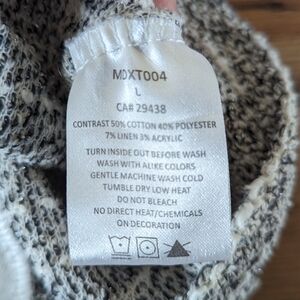 MDXT004
L
CA# 29438
CONTRAST 50% COTTON 40% POLYESTER
7% LINEN 3% ACRYLIC
TURN INSIDE OUT BEFORE WASH
WASH WITH ALIKE COLORS
GENTLE MACHINE WASH COLD
TUMBLE DRY LOW HEAT
DO NOT BLEACH
NO DIRECT HEAT/CHEMICALS
ON DECORATION